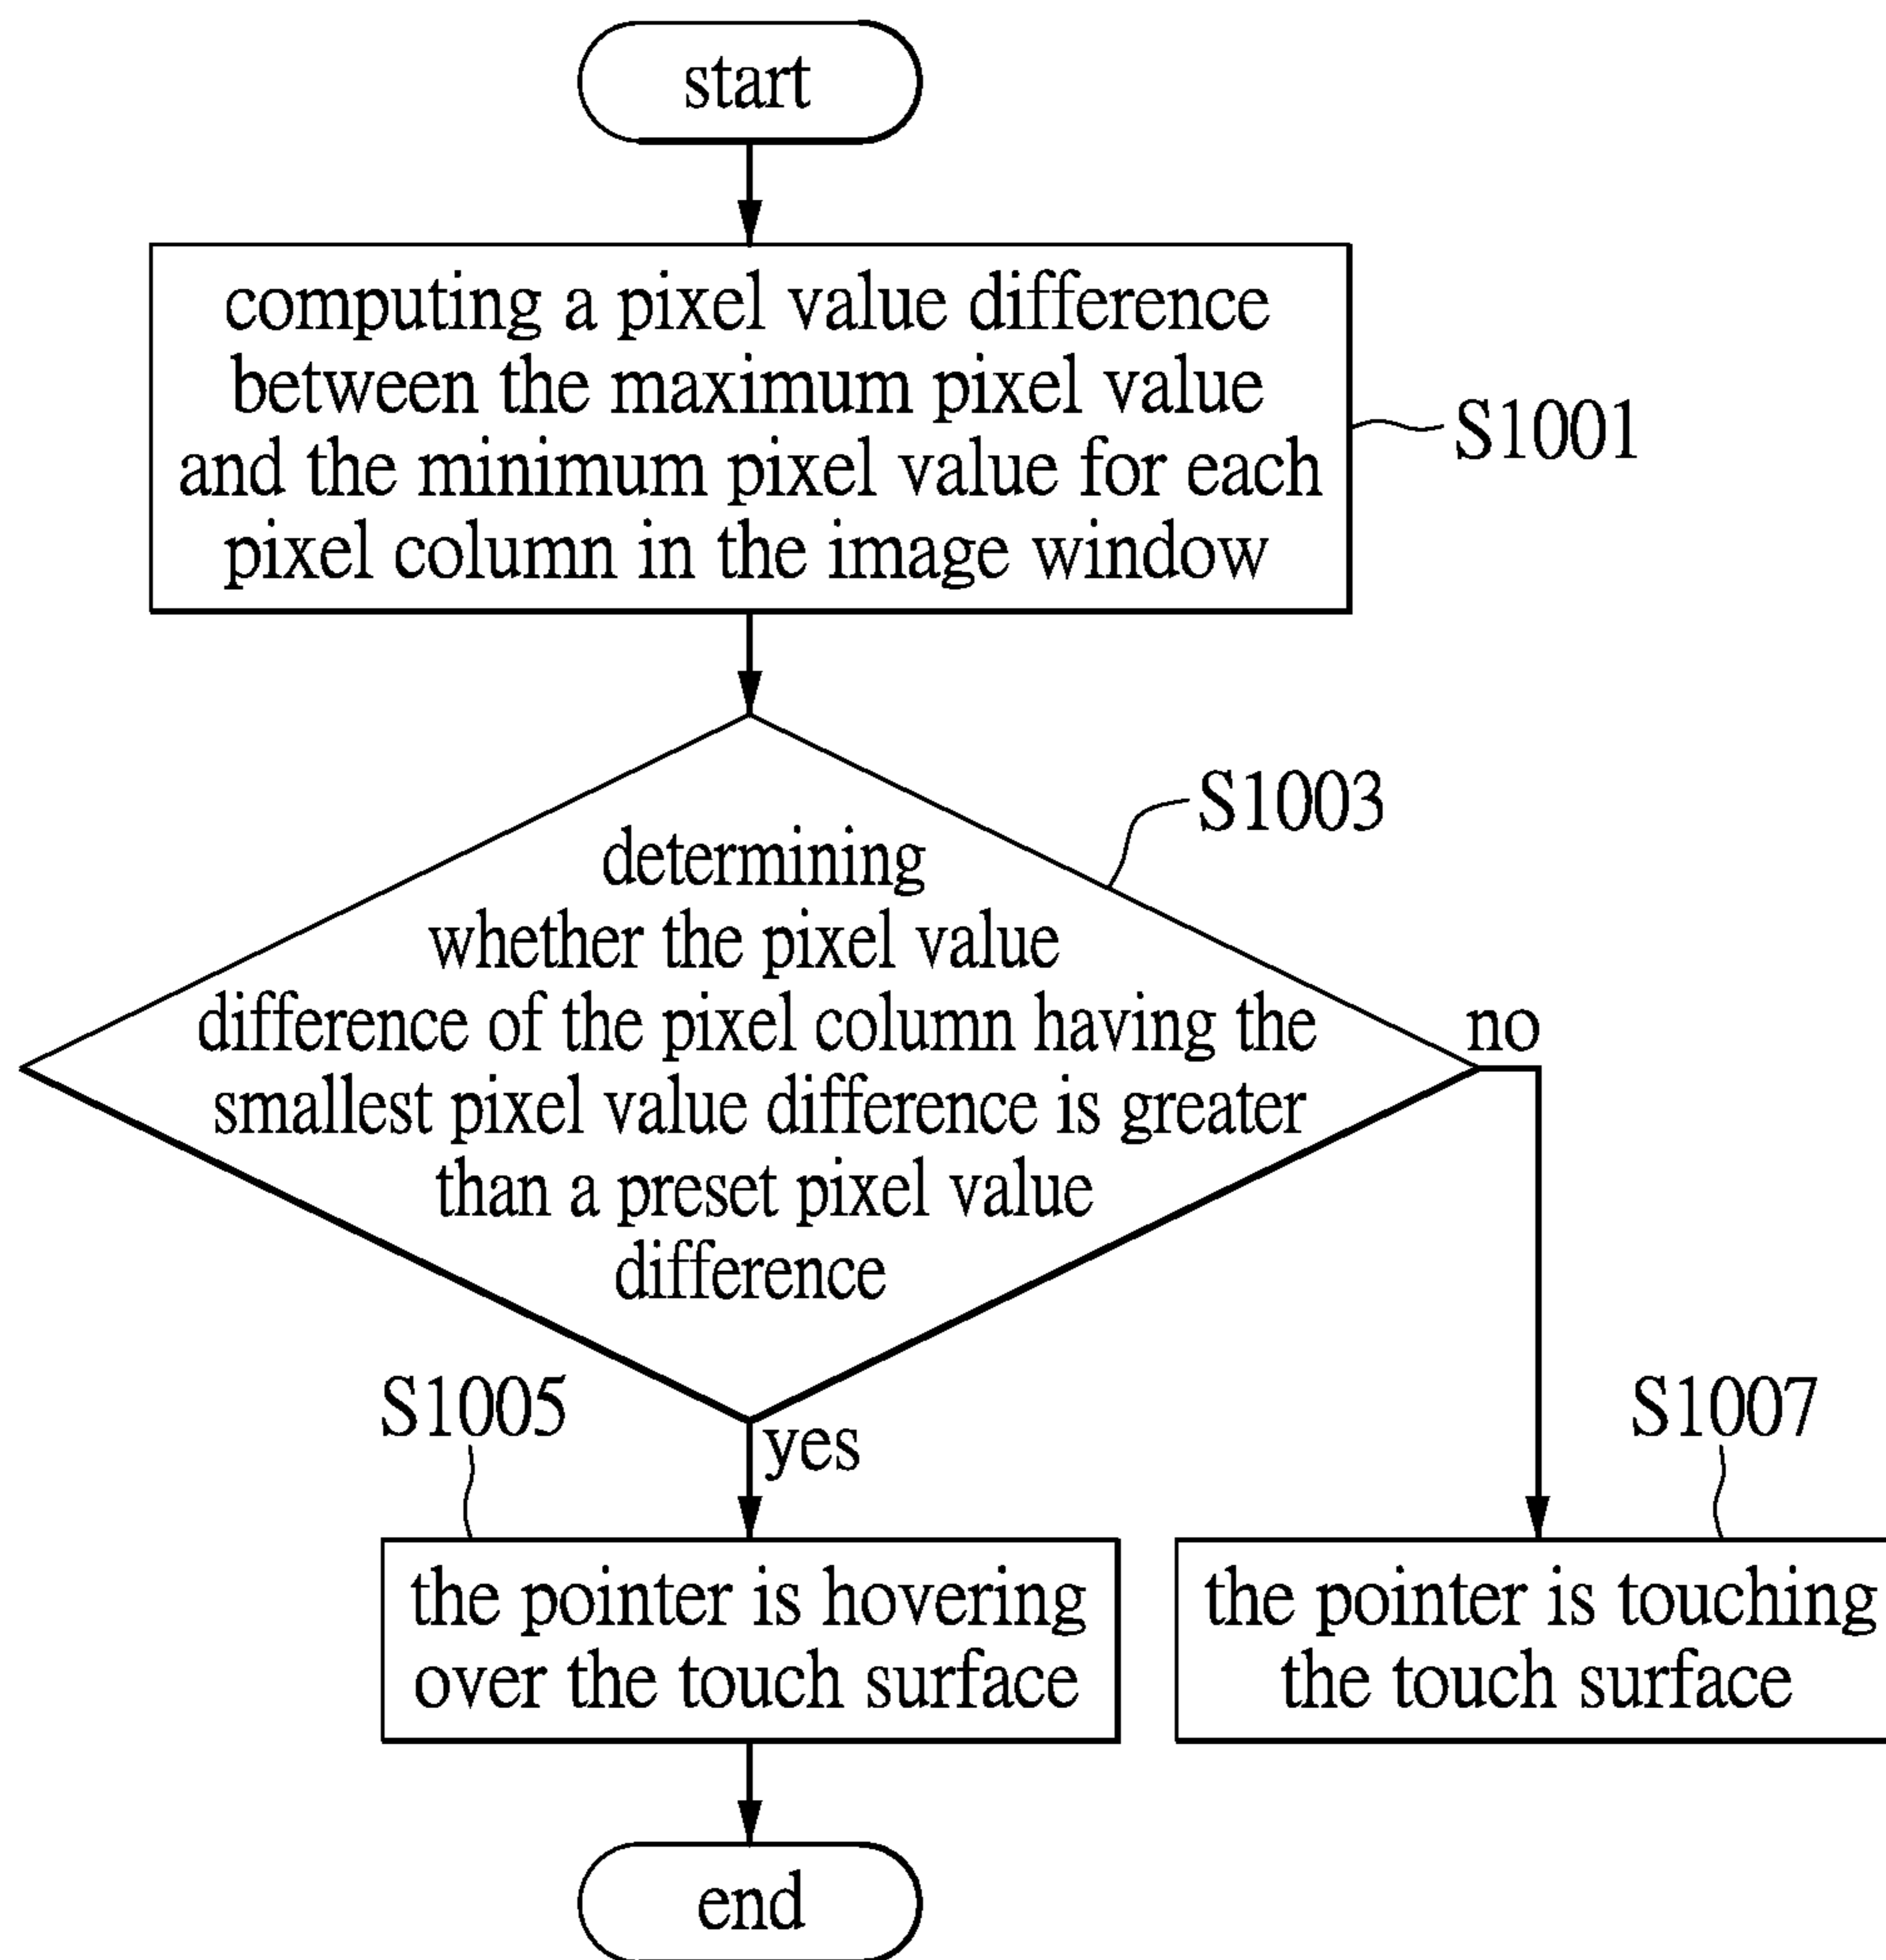 start
computing a pixel value difference
between the maximum pixel value
and the minimum pixel value for each
pixel column in the image window
S1001
S1003
determining
whether the pixel value
difference of the pixel column having the
smallest pixel value difference is greater
than a preset pixel value
difference
no
yes
S1005
S1007
the pointer is hovering
over the touch surface
the pointer is touching
the touch surface
end